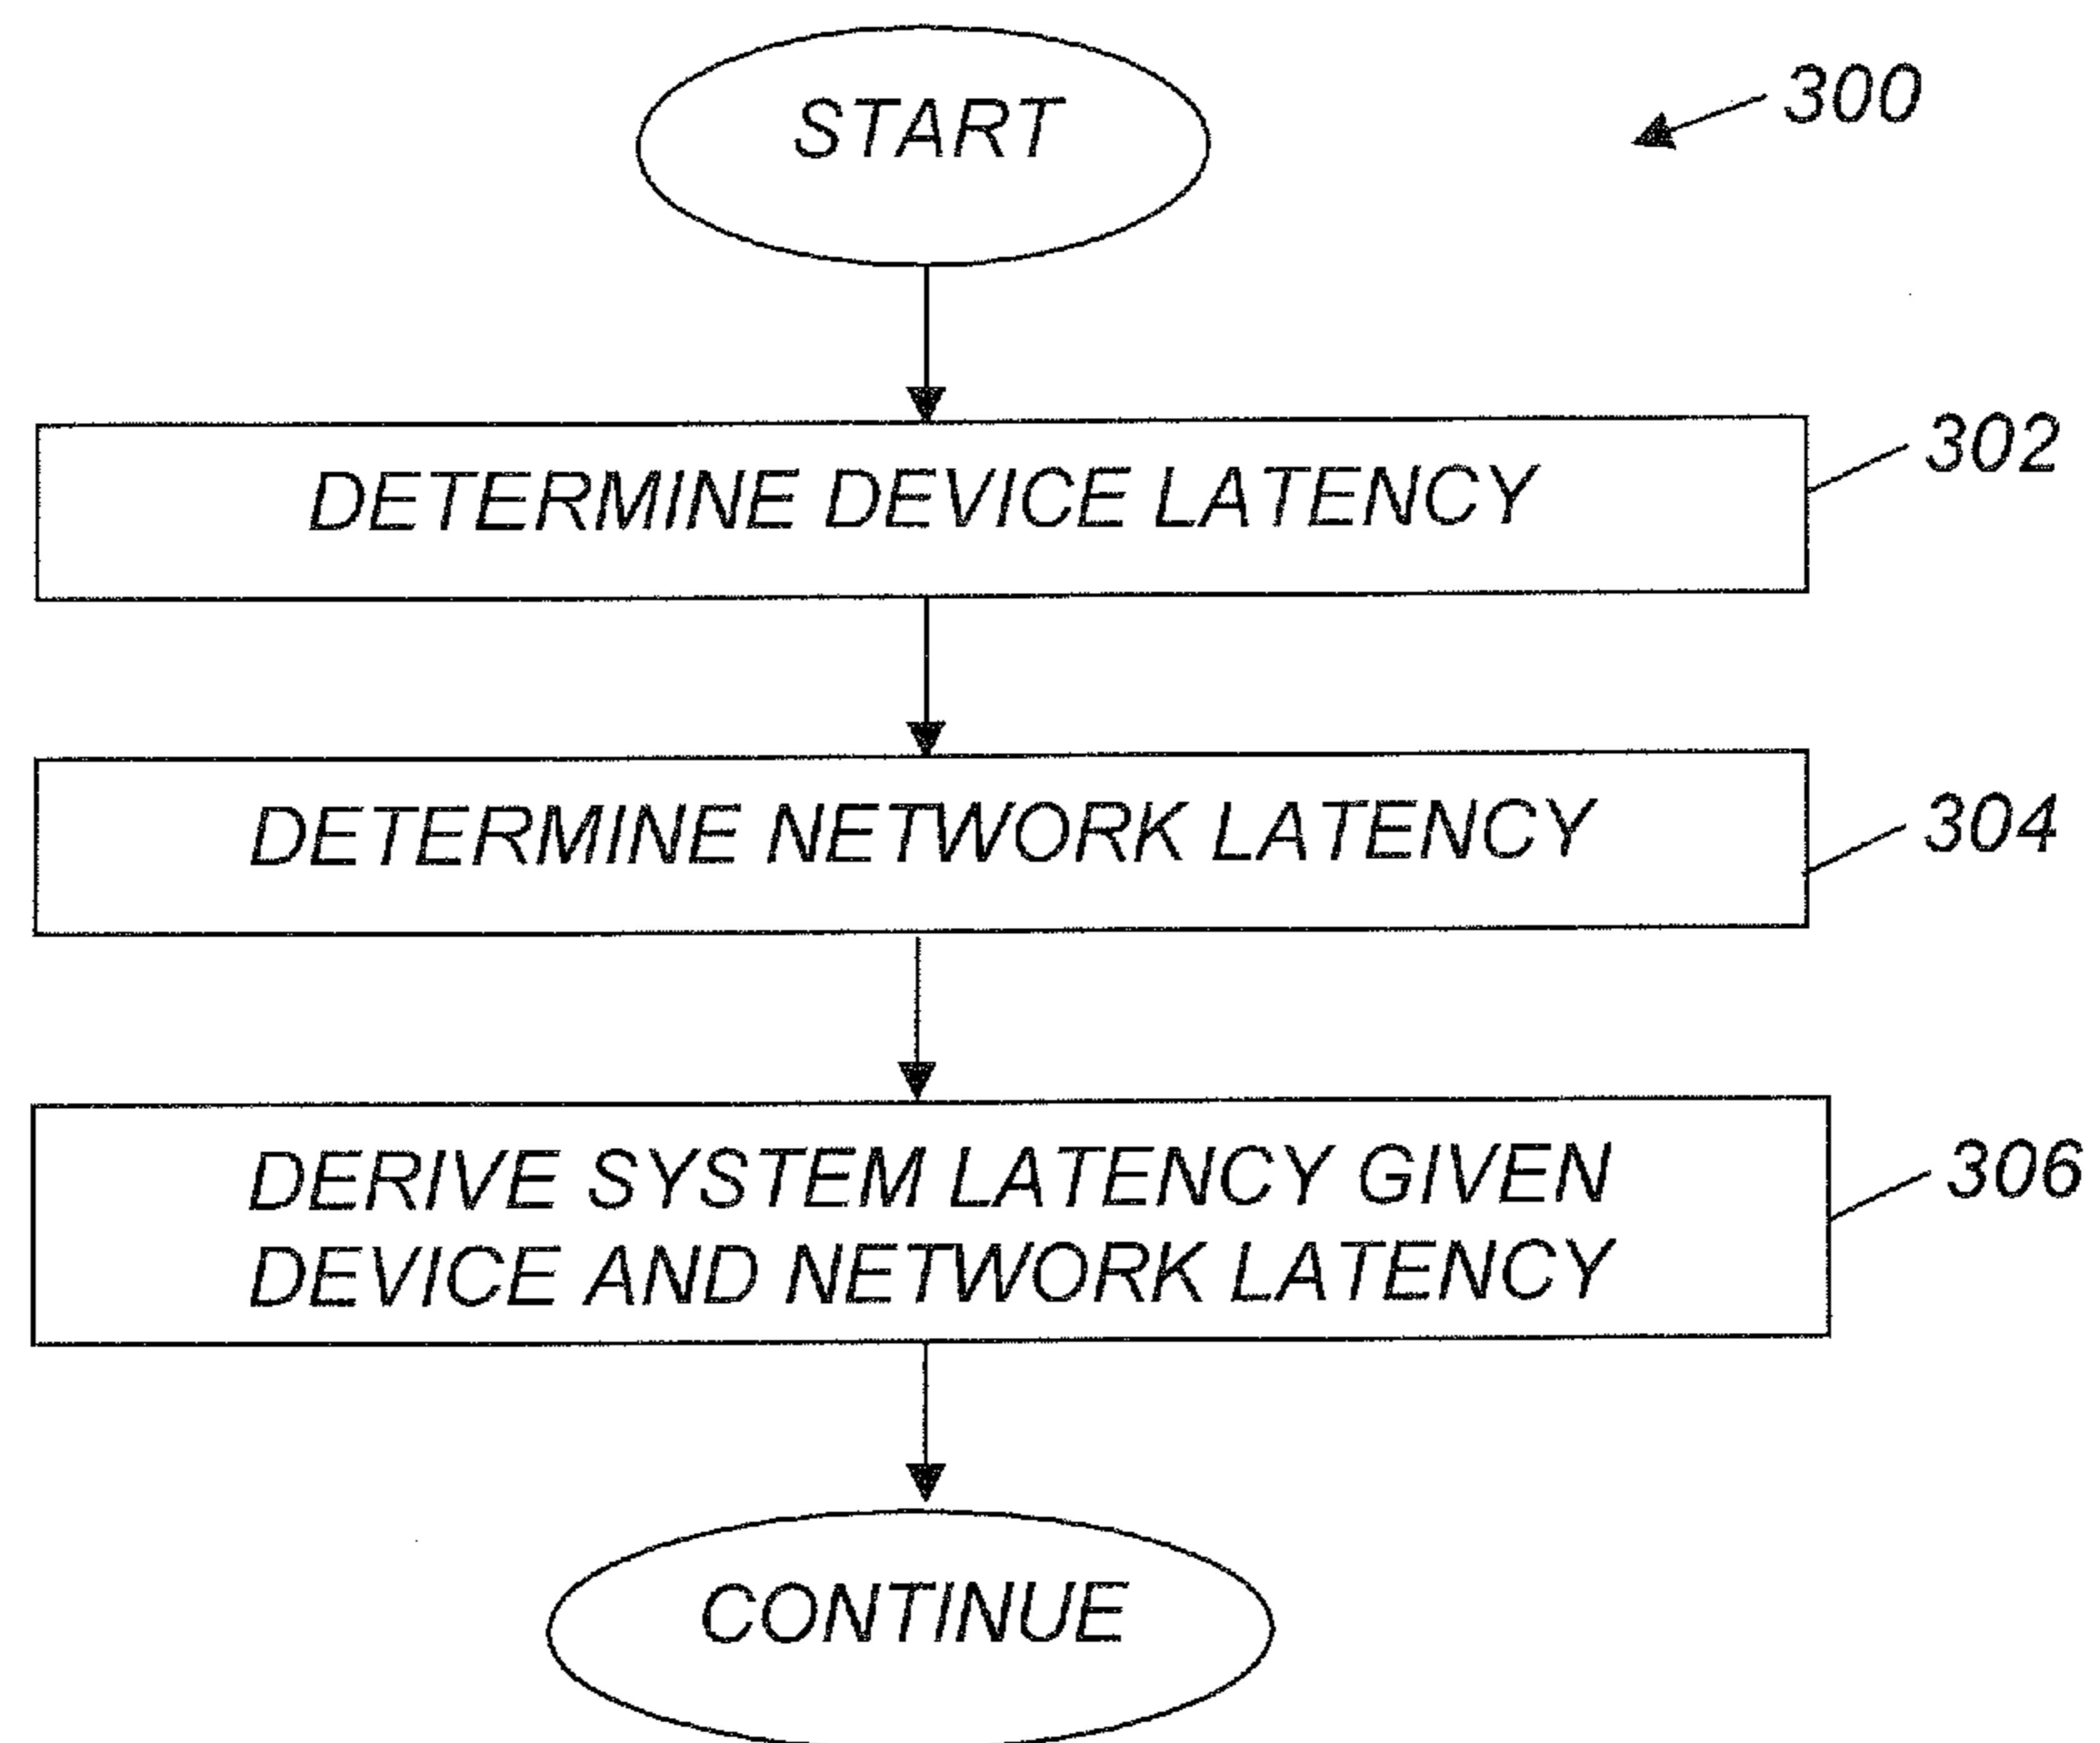 START
300
DETERMINE DEVICE LATENCY
302
DETERMINE NETWORK LATENCY
304
DERIVE SYSTEM LATENCY GIVEN
DEVICE AND NETWORK LATENCY
306
CONTINUE